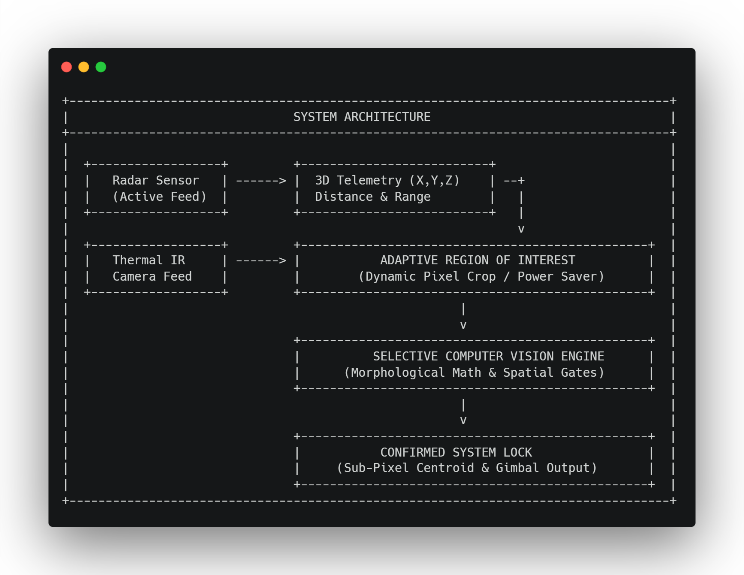 SYSTEM ARCHITECTURE
Radar Sensor ------> 3D Telemetry (X,Y,Z) --+
(Active Feed) Distance & Range
v
Thermal IR ------> ADAPTIVE REGION OF INTEREST
Camera Feed (Dynamic Pixel Crop / Power Saver)
v
SELECTIVE COMPUTER VISION ENGINE
(Morphological Math & Spatial Gates)
v
CONFIRMED SYSTEM LOCK
(Sub-Pixel Centroid & Gimbal Output)